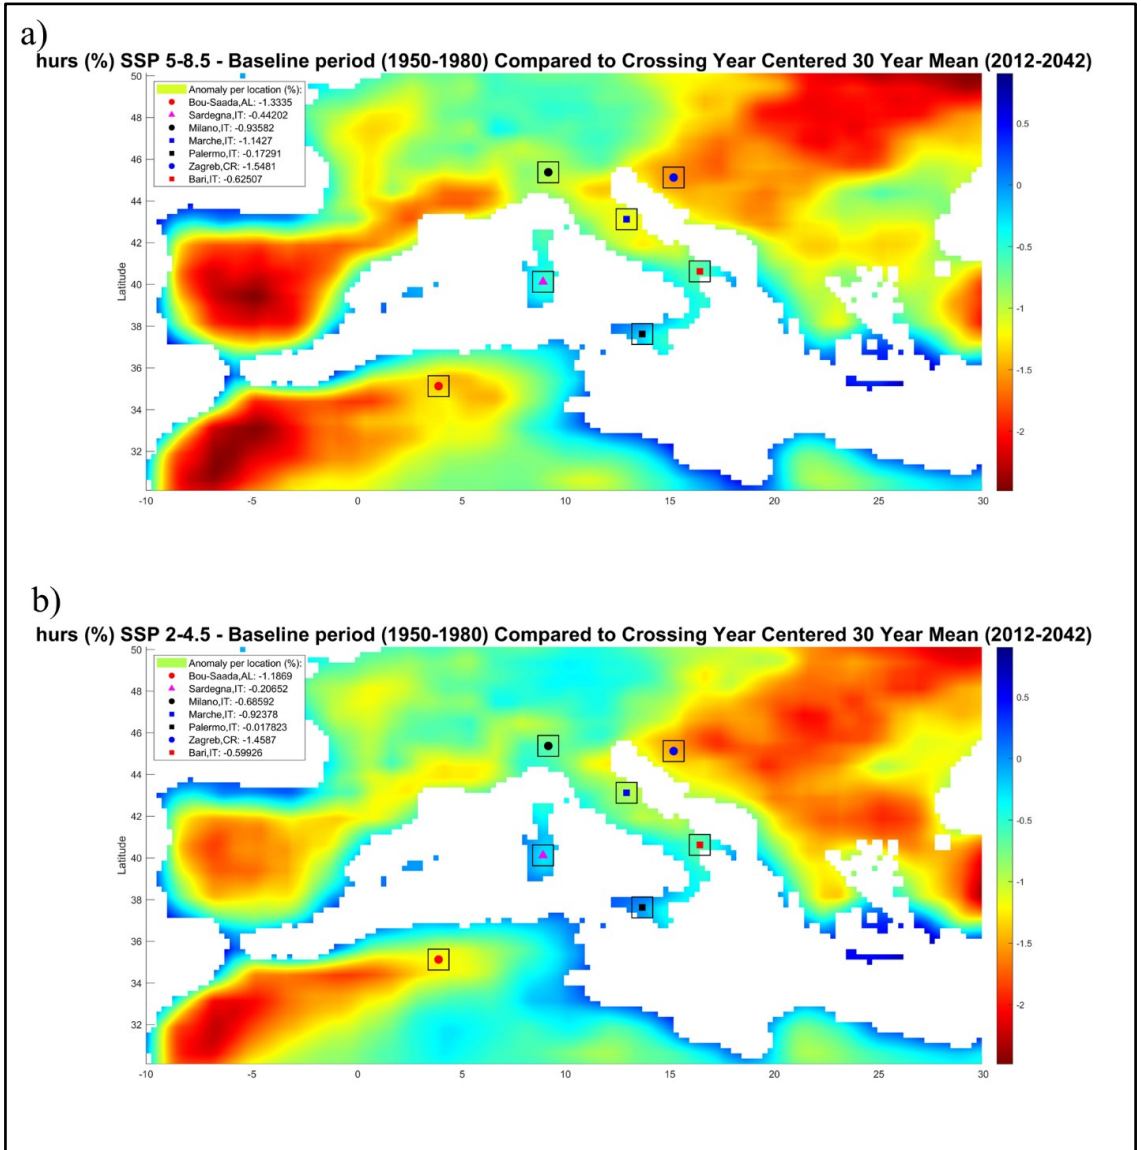 a)
hurs (%) SSP 5-8.5 - Baseline period (1950-1980) Compared to Crossing Year Centered 30 Year Mean (2012-2042)
Anomaly per location (%):
Bou-Saada,AL: -1.3335
Sardegna,IT: -0.44202
Milano,IT: -0.93582
Marche,IT: -1.1427
Palermo,IT: -0.17291
Zagreb,CR: -1.5481
Bari,IT: -0.62507
Latitude
50
48
46
44
42
40
38
36
34
32
-10
-5
0
5
10
15
20
25
30
0.5
0
-0.5
-1
-1.5
-2
b)
hurs (%) SSP 2-4.5 - Baseline period (1950-1980) Compared to Crossing Year Centered 30 Year Mean (2012-2042)
Anomaly per location (%):
Bou-Saada,AL: -1.1869
Sardegna,IT: -0.20652
Milano,IT: -0.68592
Marche,IT: -0.92378
Palermo,IT: -0.017823
Zagreb,CR: -1.4587
Bari,IT: -0.59926
Latitude
50
48
46
44
42
40
38
36
34
32
-10
-5
0
5
10
15
20
25
30
0.5
0
-0.5
-1
-1.5
-2